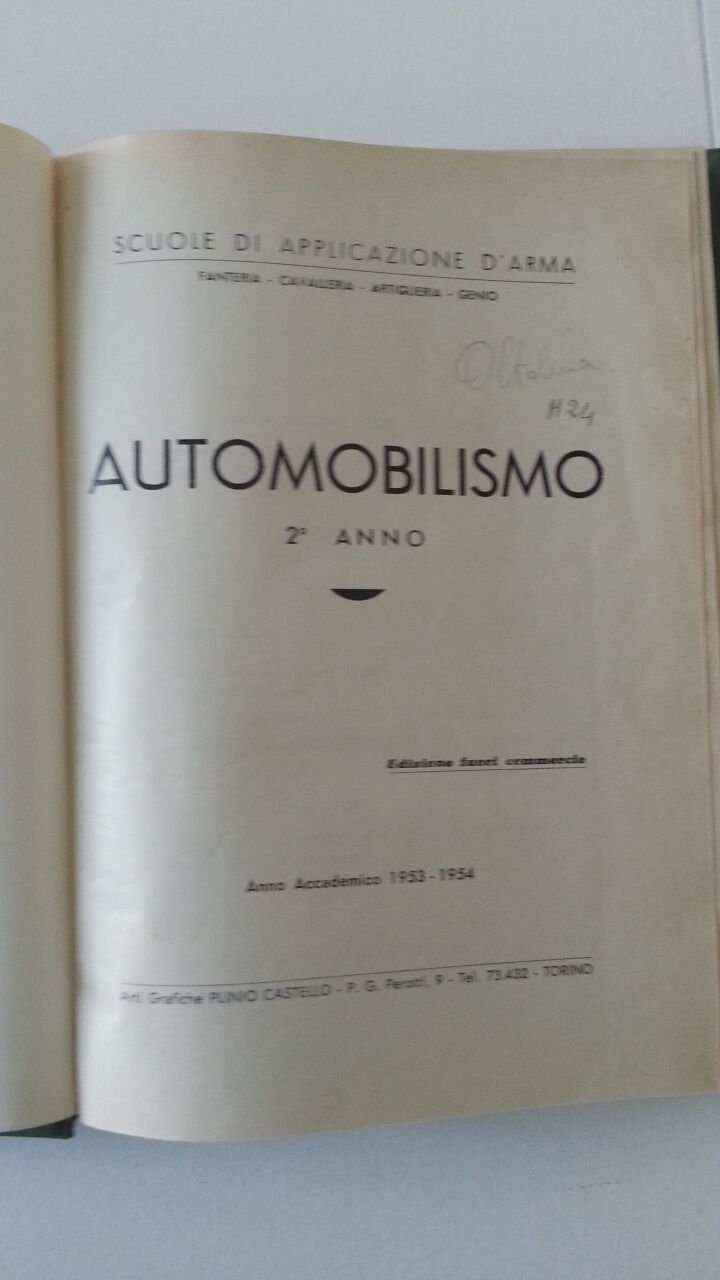 SCUOLE DI APPLICAZIONE D'ARMA
FANTERIA - CAVALLERIA - ARTIGLIERIA - GENIO
AUTOMOBILISMO
2° ANNO
Edizione fuori commercio
Anno Accademico 1953-1954
Arti Grafiche PLINIO CASTELLO - P. G. Perotti, 9 - Tel. 73.432 - TORINO